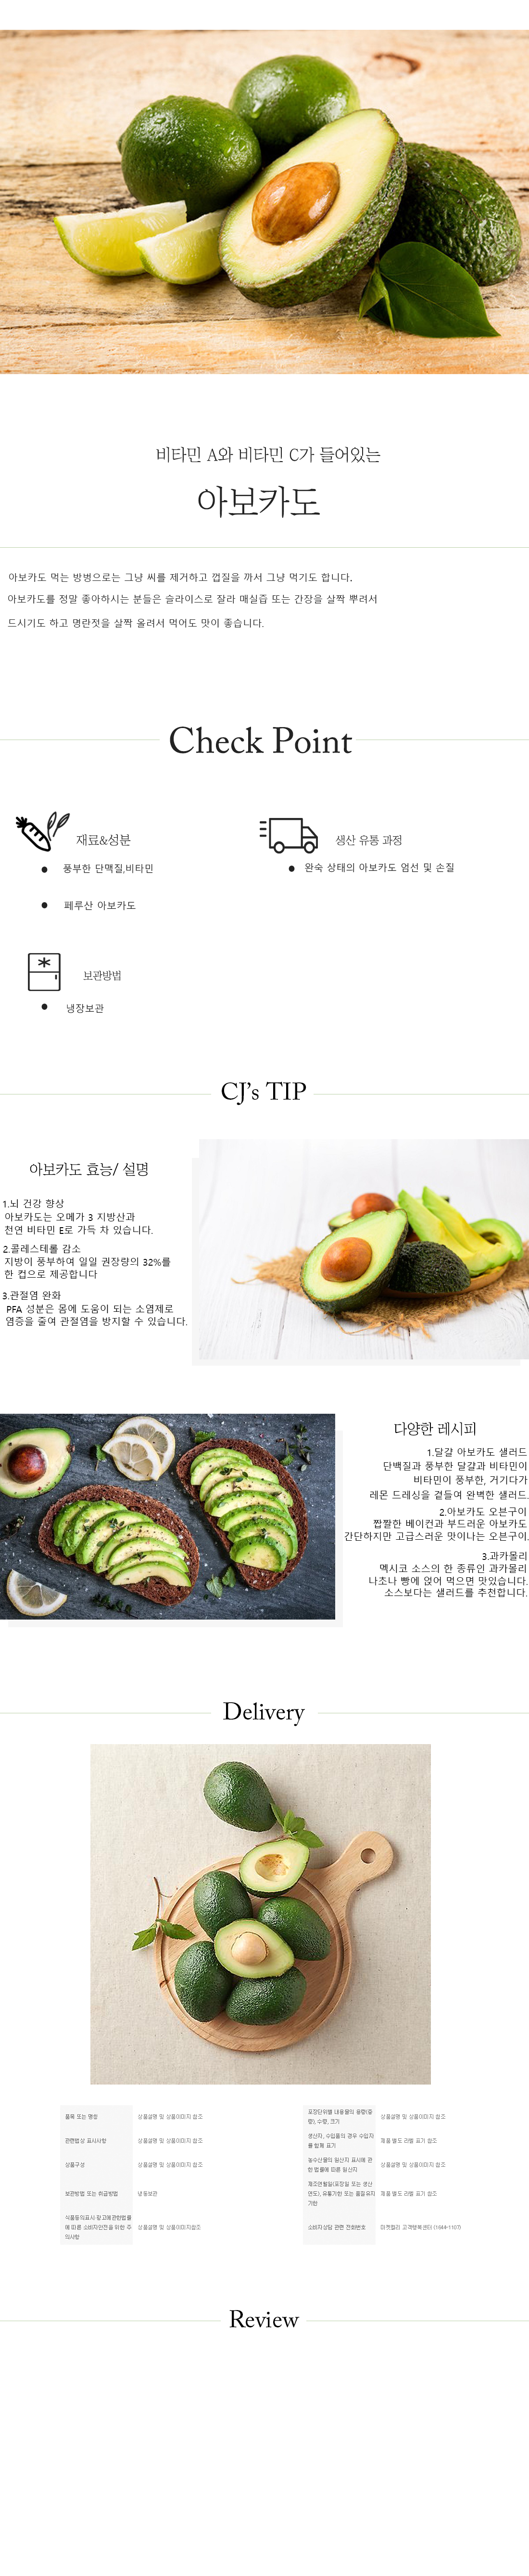 비타민 A와 비타민 C가 들어있는
아보카도
아보카도 먹는 방병으로는 그냥 씨를 제거하고 껍질을 까서 그냥 먹기도 합니다.
아보카도를 정말 좋아하시는 분들은 슬라이스로 잘라 매실즙 또는 간장을 살짝 뿌려서
드시기도 하고 명란젓을 살짝 올려서 먹어도 맛이 좋습니다.
Check Point
재료&성분
풍부한 단맥질,비타민
페루산 아보카도
생산 유통 과정
완숙 상태의 아보카도 엄선 및 손질
보관방법
냉장보관
CJ's TIP
아보카도 효능/ 설명
1.뇌 건강 향상
아보카도는 오메가 3 지방산과
천연 비타민 E로 가득 차 있습니다.
2.콜레스테롤 감소
지방이 풍부하여 일일 권장량의 32%를
한 컵으로 제공합니다
3.관절염 완화
PFA 성분은 몸에 도움이 되는 소염제로
염증을 줄여 관절염을 방지할 수 있습니다.
다양한 레시피
1.달걀 아보카도 샐러드
단백질과 풍부한 달걀과 비타민이
비타민이 풍부한, 거기다가
레몬 드레싱을 곁들여 완벽한 샐러드.
2.아보카도 오븐구이
짭짤한 베이컨과 부드러운 아보카도
간단하지만 고급스러운 맛이나는 오븐구이.
3.과카몰리
멕시코 소스의 한 종류인 과카몰리
나초나 빵에 얹어 먹으면 맛있습니다.
소스보다는 샐러드를 추천합니다.
Delivery
품목 또는 명칭
상품설명 및 상품이미지 참조
포장단위별 내용물의 용량(중
량), 수량, 크기
상품설명 및 상품이미지 참조
관련법상 표시사항
상품설명 및 상품이미지 참조
생산자, 수입품의 경우 수입자
를 함께 표기
제품 별도 라벨 표기 참조
상품구성
상품설명 및 상품이미지 참조
농수산물의 원산지 표시에 관
한 법률에 따른 원산지
상품설명 및 상품이미지 참조
보관방법 또는 취급방법
냉동보관
제조연월일(포장일 또는 생산
연도), 유통기한 또는 품질유지
기한
제품 별도 라벨 표기 참조
식품등의표시·광고에관한법률
에 따른 소비자안전을 위한 주
의사항
상품설명 및 상품이미지참조
소비자상담 관련 전화번호
마켓컬리 고객행복센터 (1644-1107)
Review